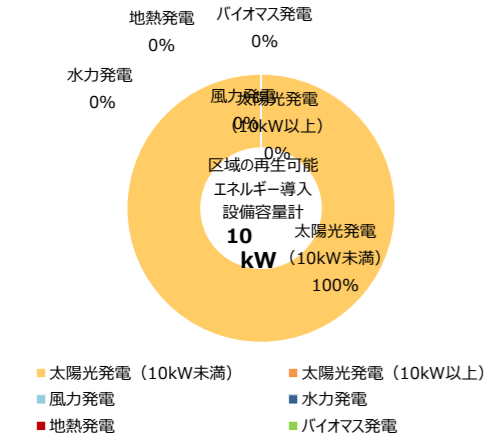 地熱発電
0%
バイオマス発電
0%
水力発電
0%
風力発電
0%
太陽光発電
（10kW以上）
0%
区域の再生可能
エネルギー導入
設備容量計
10
kW
太陽光発電
（10kW未満）
100%
太陽光発電（10kW未満）
太陽光発電（10kW以上）
風力発電
水力発電
地熱発電
バイオマス発電